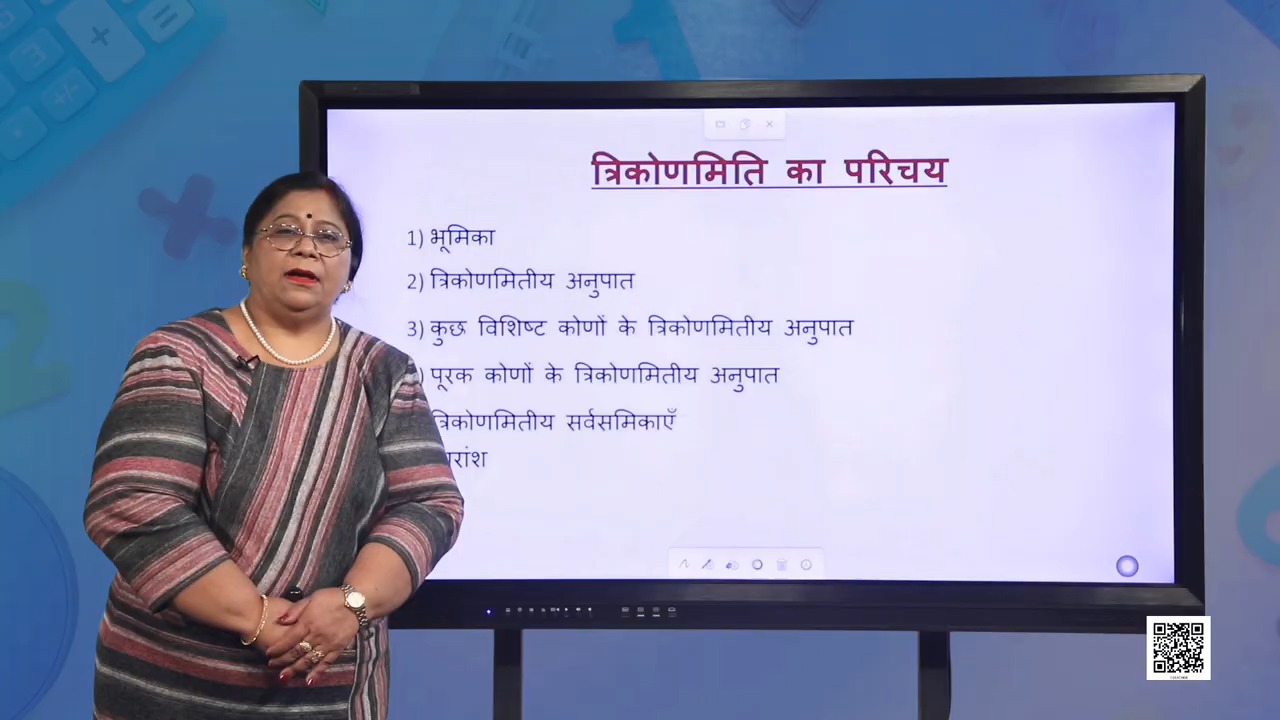 त्रिकोणमिति का परिचय
1) भूमिका
2) त्रिकोणमितीय अनुपात
3) कुछ विशिष्ट कोणों के त्रिकोणमितीय अनुपात
) पूरक कोणों के त्रिकोणमितीय अनुपात
त्रिकोणमितीय सर्वसमिकाएँ